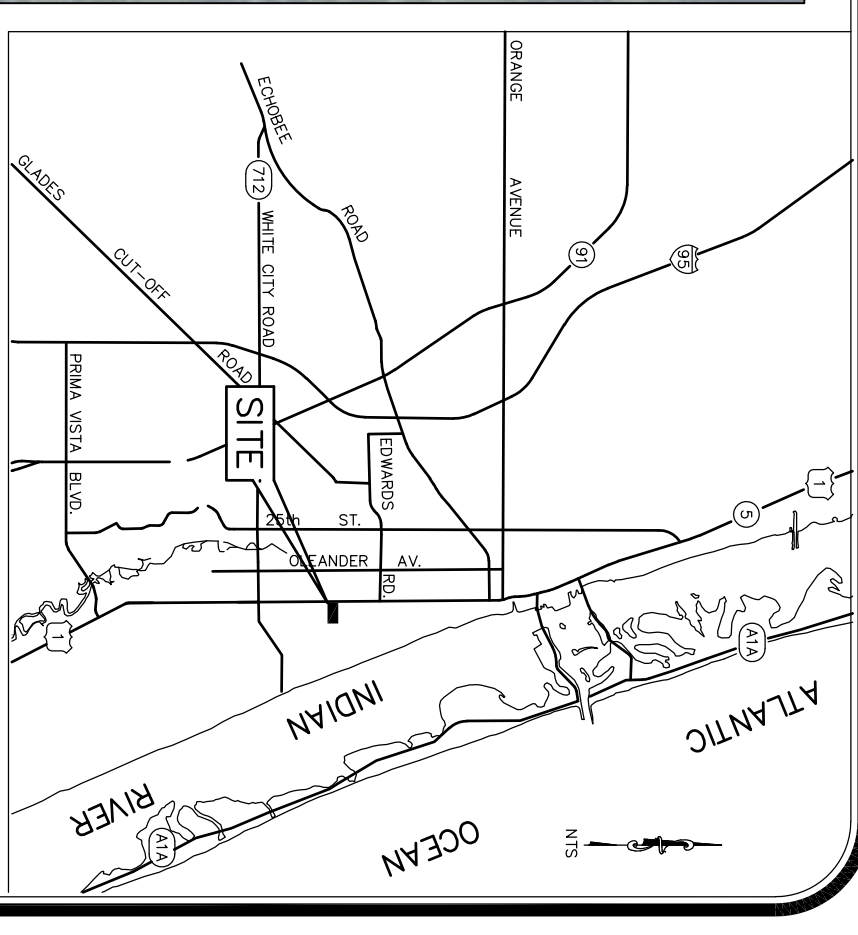 1
5
A1A
ATLANTIC
95
91
NTS
ORANGE AVENUE
OCEAN
EDWARDS RD.
ECHOBEE ROAD
INDIAN
25th ST.
OLEANDER AV.
712
WHITE CITY ROAD
SITE
GLADES CUT-OFF ROAD
A1A
RIVER
PRIMA VISTA BLVD.
1